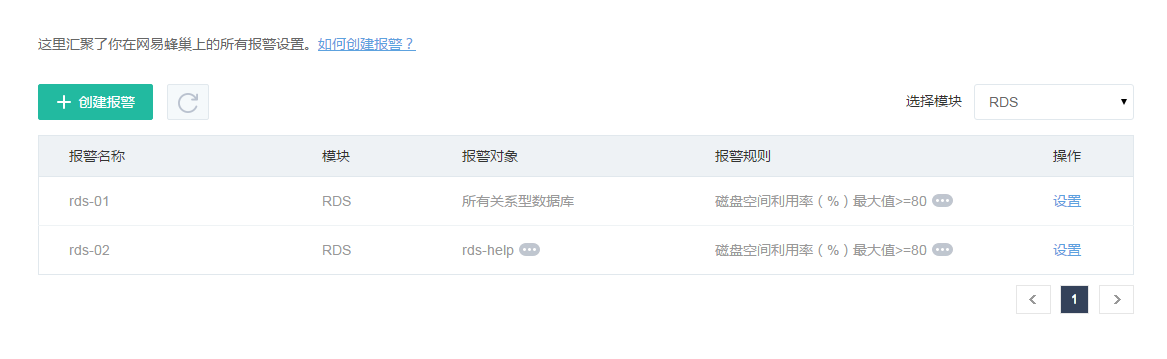 这里汇聚了你在网易蜂巢上的所有报警设置。如何创建报警？
创建报警 选择模块 RDS
报警名称 模块 报警对象 报警规则 操作
rds-01 RDS 所有关系型数据库 磁盘空间利用率（%）最大值>=80 设置
rds-02 RDS rds-help 磁盘空间利用率（%）最大值>=80 设置
1